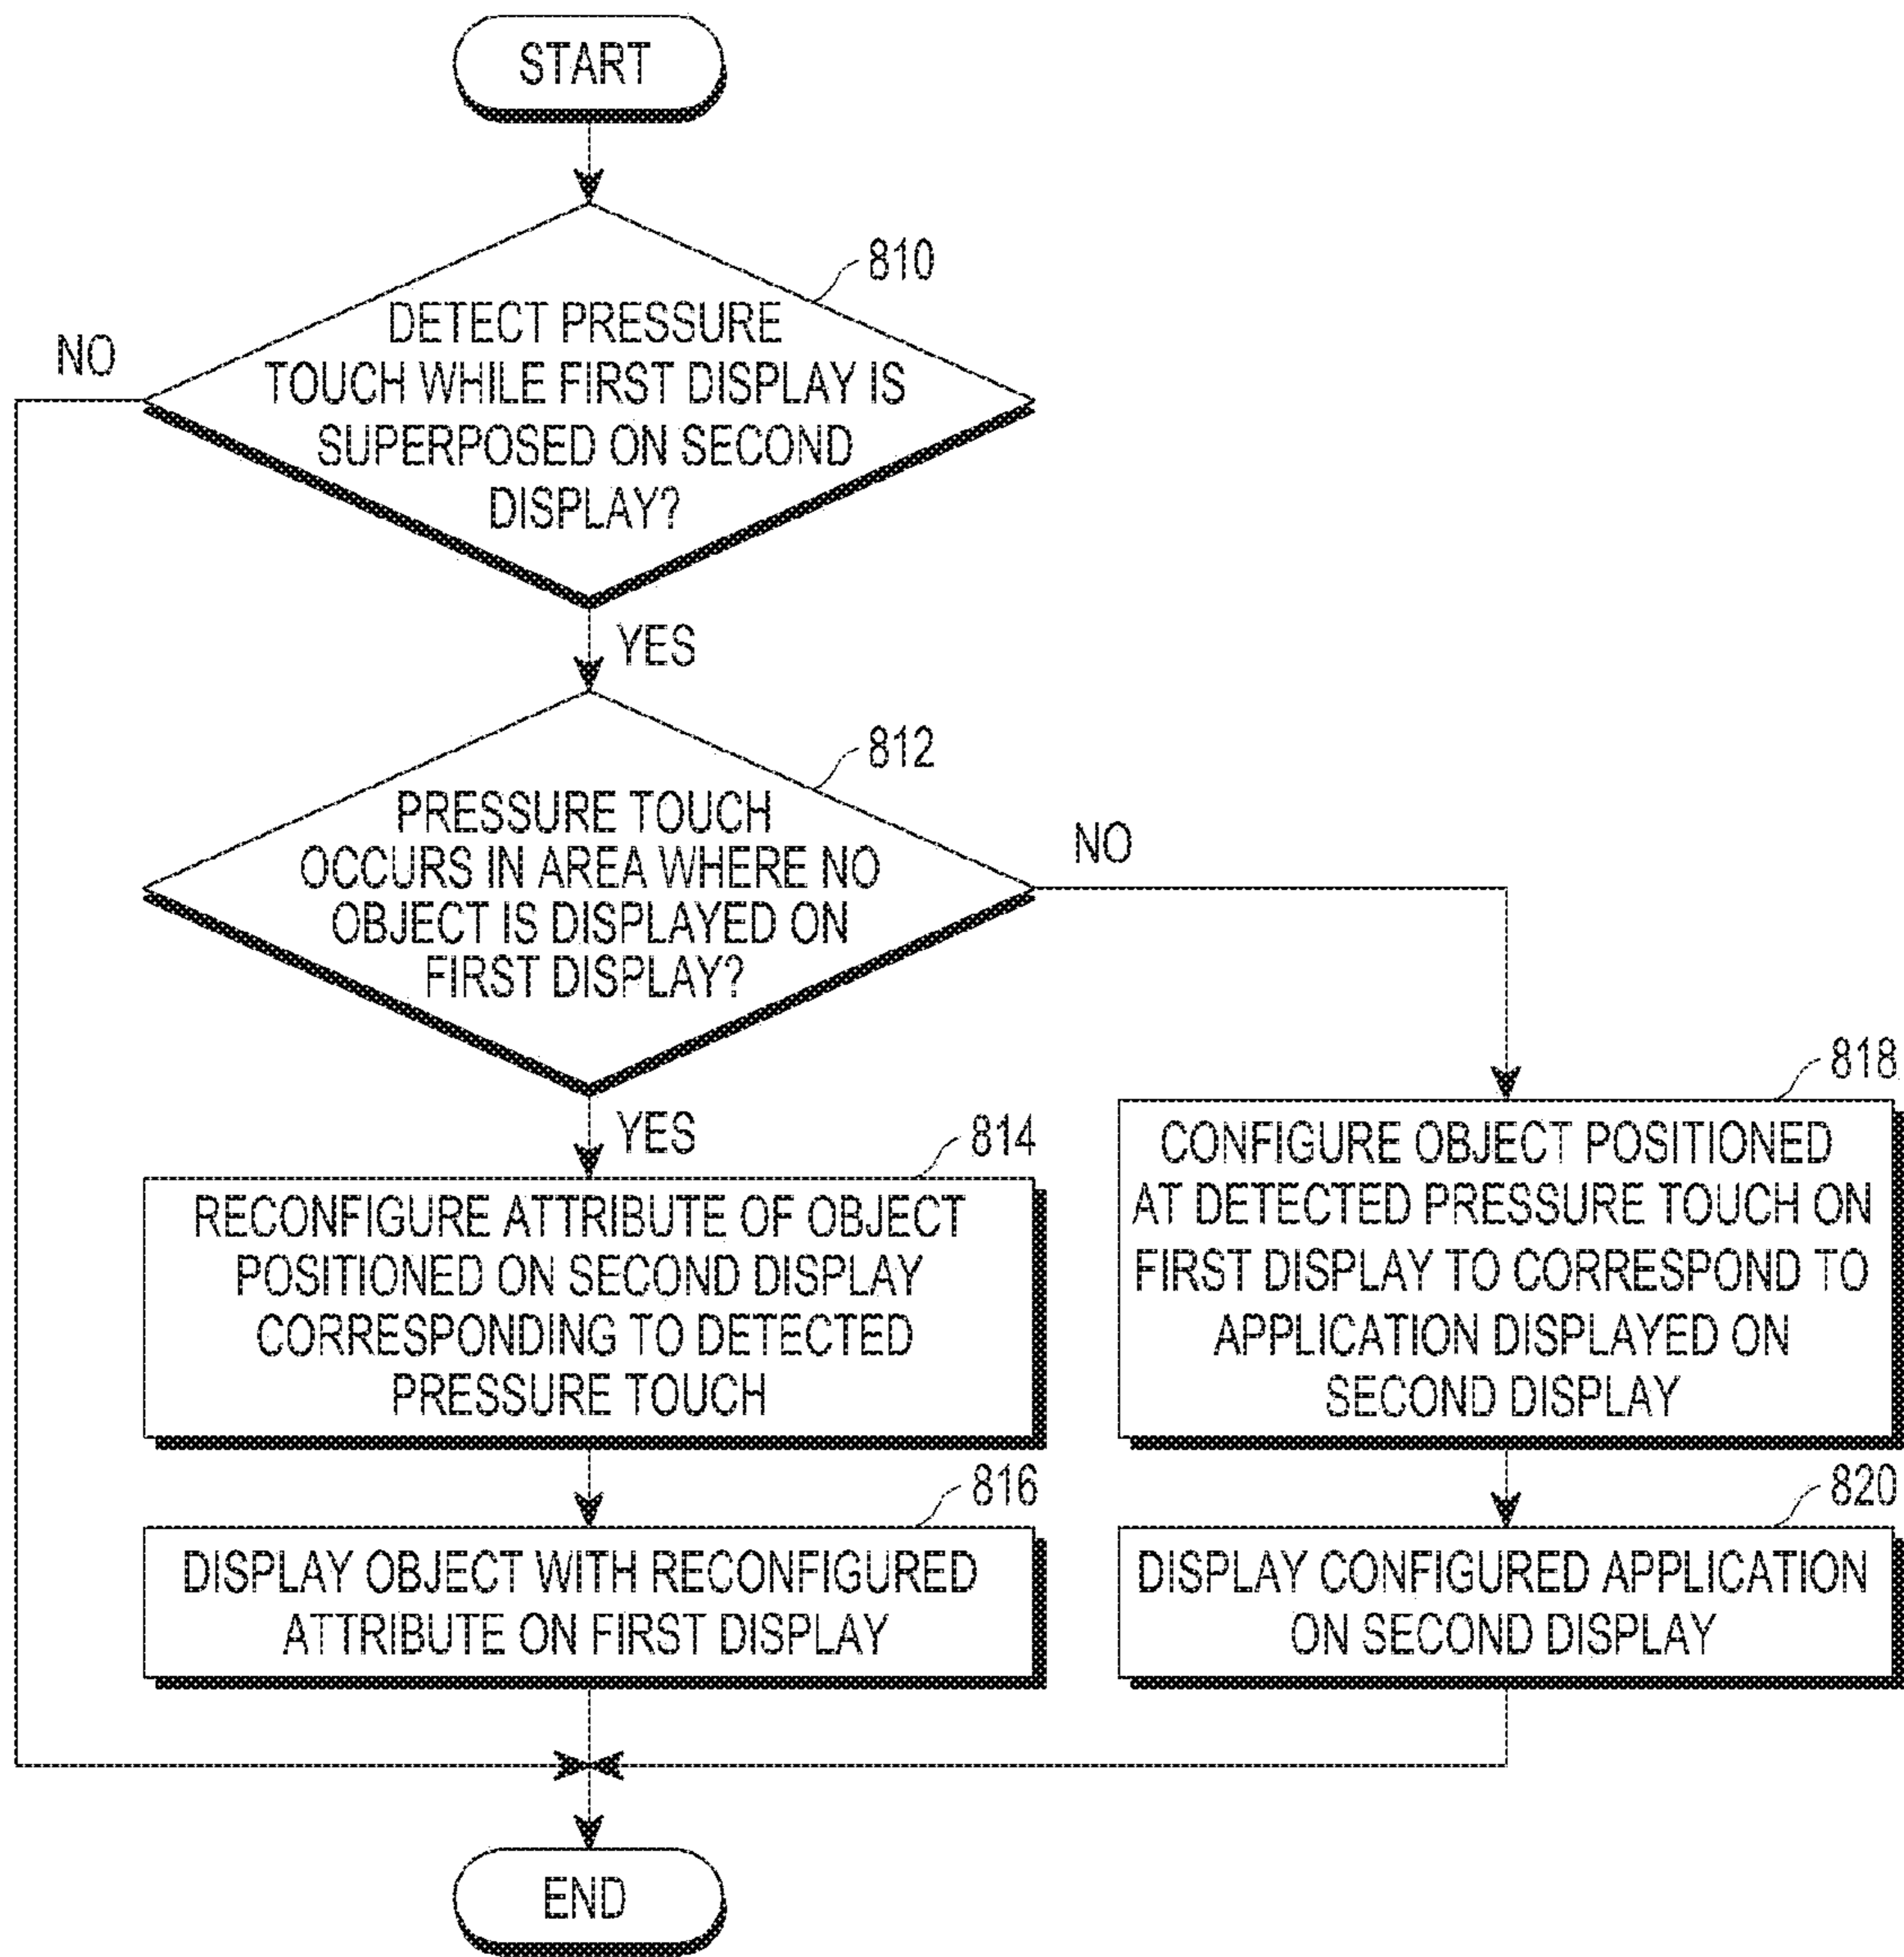 START
810
DETECT PRESSURE
TOUCH WHILE FIRST DISPLAY IS
SUPERPOSED ON SECOND
DISPLAY?
NO
YES
812
PRESSURE TOUCH
OCCURS IN AREA WHERE NO
OBJECT IS DISPLAYED ON
FIRST DISPLAY?
NO
YES
814
RECONFIGURE ATTRIBUTE OF OBJECT
POSITIONED ON SECOND DISPLAY
CORRESPONDING TO DETECTED
PRESSURE TOUCH
816
DISPLAY OBJECT WITH RECONFIGURED
ATTRIBUTE ON FIRST DISPLAY
818
CONFIGURE OBJECT POSITIONED
AT DETECTED PRESSURE TOUCH ON
FIRST DISPLAY TO CORRESPOND TO
APPLICATION DISPLAYED ON
SECOND DISPLAY
820
DISPLAY CONFIGURED APPLICATION
ON SECOND DISPLAY
END